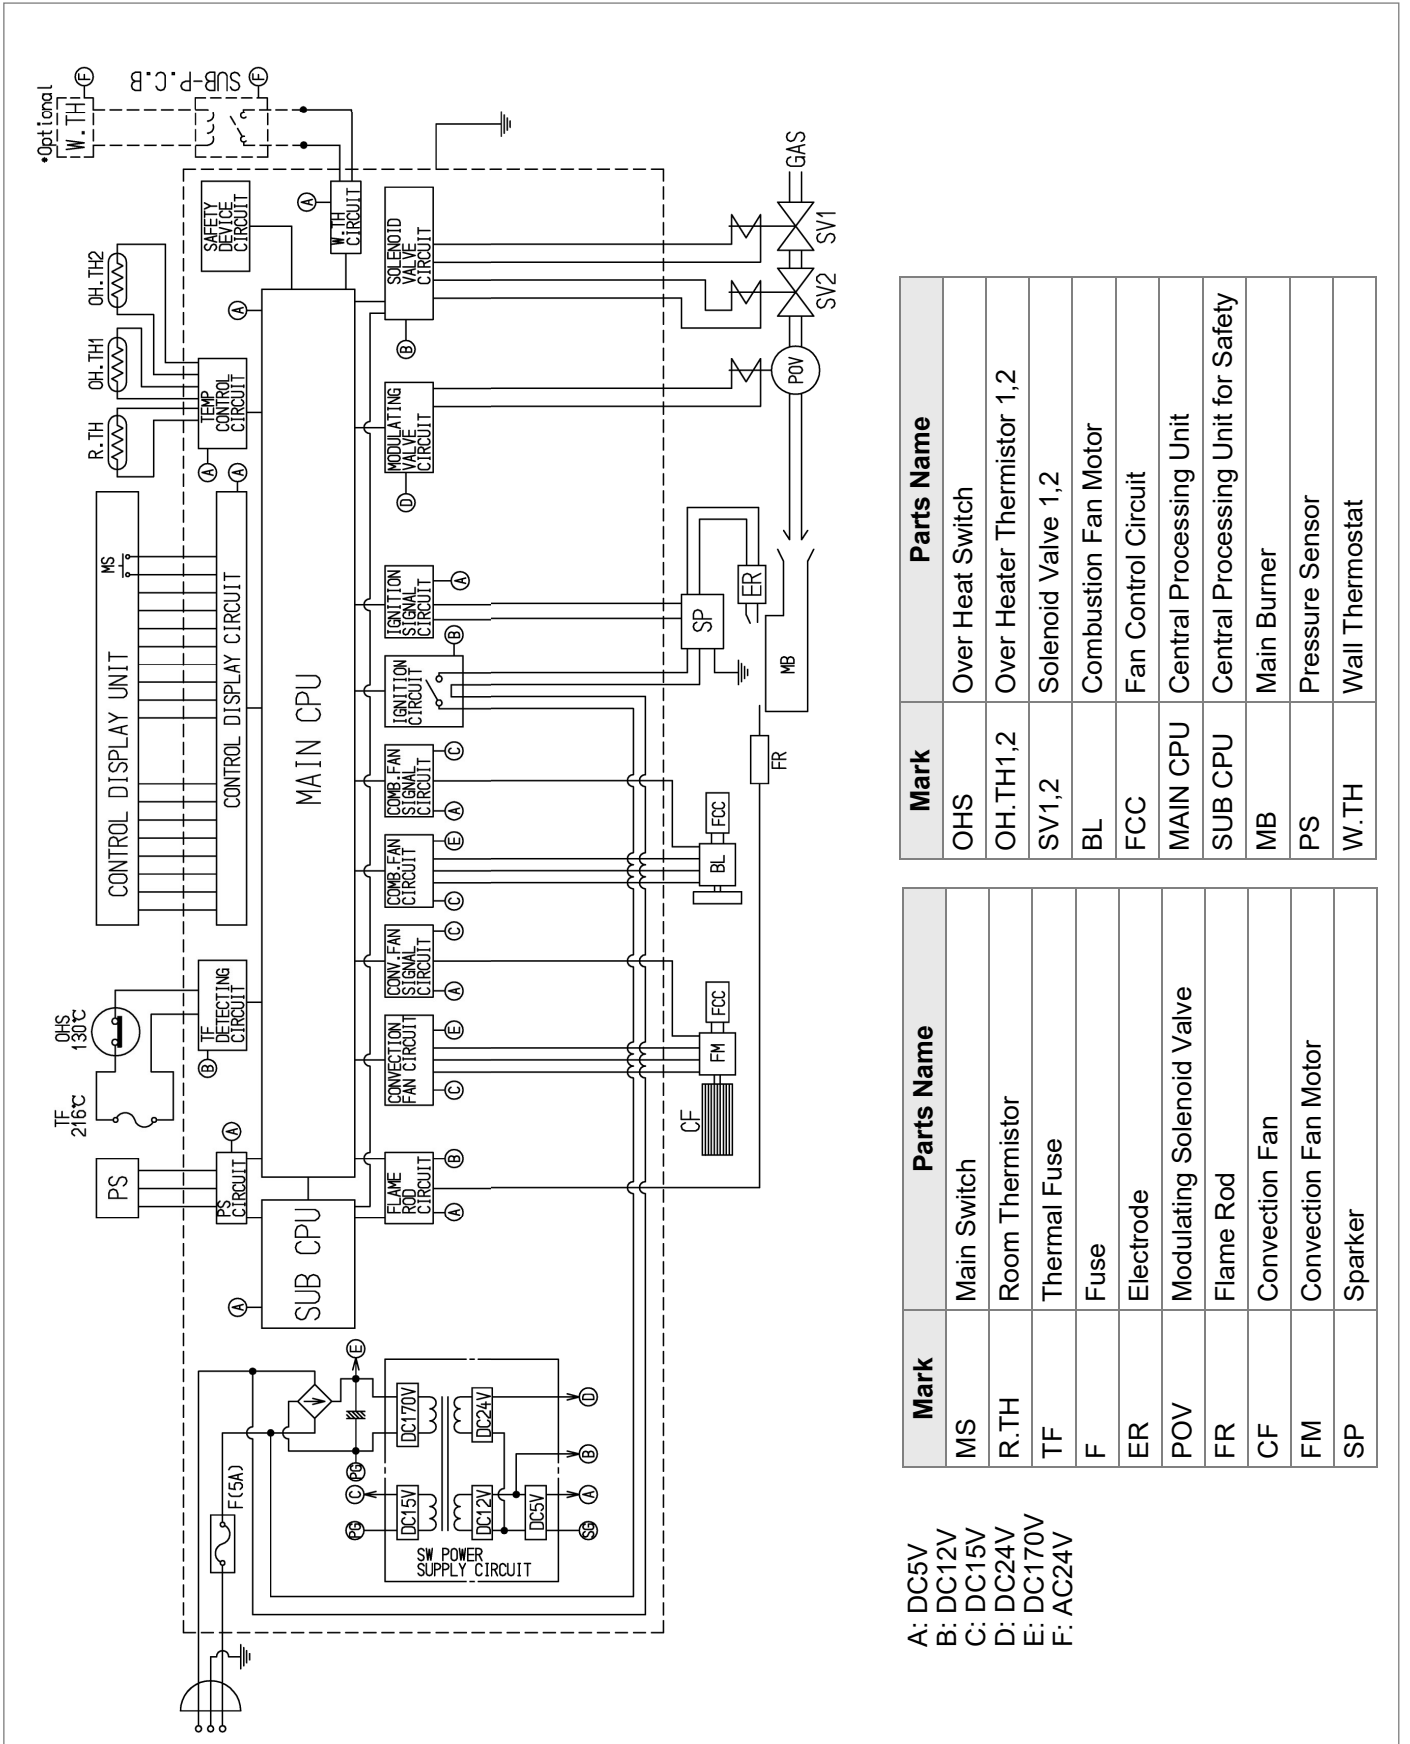 *Optional
W.TH
F
SUB-P.C.B
F
OH.TH2
OH.TH1
R.TH
SAFETY
DEVICE
CIRCUIT
A
W.TH
CIRCUIT
A
TEMP
CONTROL
CIRCUIT
A
MS
CONTROL DISPLAY UNIT
CONTROL DISPLAY CIRCUIT
A
OHS
130℃
TF
216℃
TF
DETECTING
CIRCUIT
B
PS
PS
CIRCUIT
A
MAIN CPU
SUB CPU
A
SOLENOID
VALVE
CIRCUIT
B
MODULATING
VALVE
CIRCUIT
D
IGNITION
SIGNAL
CIRCUIT
A
IGNITION
CIRCUIT
B
COMB.FAN
SIGNAL
CIRCUIT
A
C
COMB.FAN
CIRCUIT
C
E
CONV.FAN
SIGNAL
CIRCUIT
A
C
CONVECTION
FAN CIRCUIT
C
E
FLAME
ROD
CIRCUIT
A
B
F(5A)
E
PG
C
PG
DC170V
DC15V
DC24V
DC12V
DC5V
SW POWER
SUPPLY CIRCUIT
D
B
A
SG
GAS
SV1
SV2
POV
SP
ER
MB
FR
BL
FCC
FM
FCC
CF
A: DC5V
B: DC12V
C: DC15V
D: DC24V
E: DC170V
F: AC24V
Mark Parts Name
MS Main Switch
R.TH Room Thermistor
TF Thermal Fuse
F Fuse
ER Electrode
POV Modulating Solenoid Valve
FR Flame Rod
CF Convection Fan
FM Convection Fan Motor
SP Sparker
Mark Parts Name
OHS Over Heat Switch
OH.TH1,2 Over Heater Thermistor 1,2
SV1,2 Solenoid Valve 1,2
BL Combustion Fan Motor
FCC Fan Control Circuit
MAIN CPU Central Processing Unit
SUB CPU Central Processing Unit for Safety
MB Main Burner
PS Pressure Sensor
W.TH Wall Thermostat